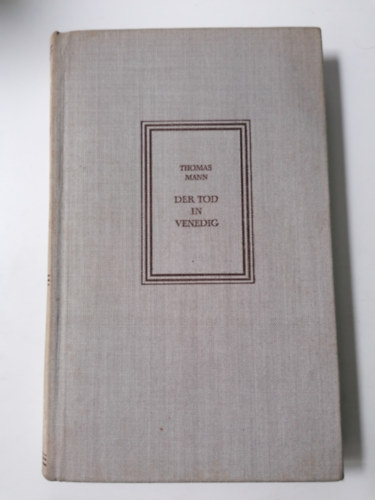 THOMAS
MANN
DER TOD
IN
VENEDIG